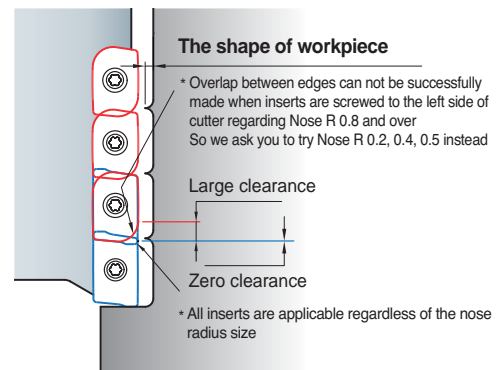 The shape of workpiece
* Overlap between edges can not be successfully
made when inserts are screwed to the left side of
cutter regarding Nose R 0.8 and over
So we ask you to try Nose R 0.2, 0.4, 0.5 instead
Large clearance
Zero clearance
* All inserts are applicable regardless of the nose
radius size